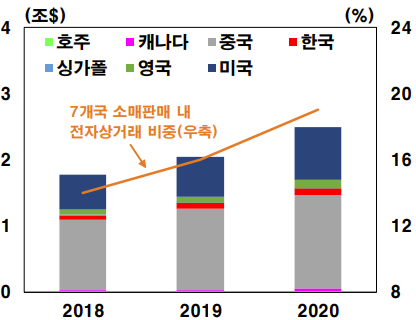 (조$)
(%)
호주 캐나다 중국 한국
싱가폴 영국 미국
7개국 소매판매 내
전자상거래 비중(우축)
4
3
2
1
0
24
20
16
12
8
2018 2019 2020